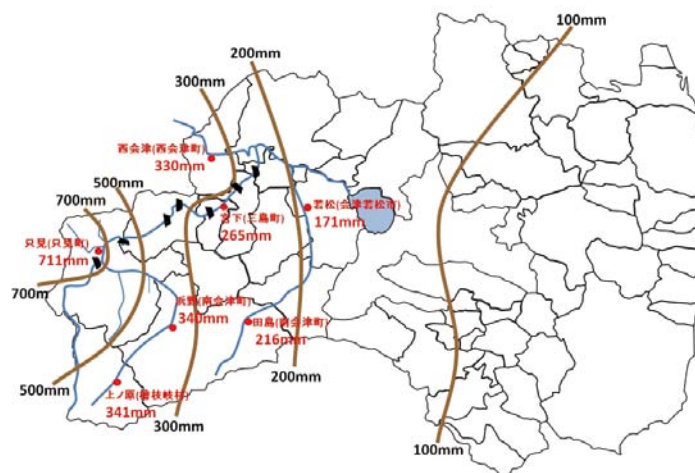 100mm
200mm
300mm
西会津(西会津町)
330mm
500mm
700mm
若松(会津若松市)
171mm
宮下(三島町)
265mm
只見(只見町)
711mm
700m
浜野(南会津町)
340mm
田島(南会津町)
216mm
500mm
上ノ原(檜枝岐村)
341mm
300mm
200mm
100mm